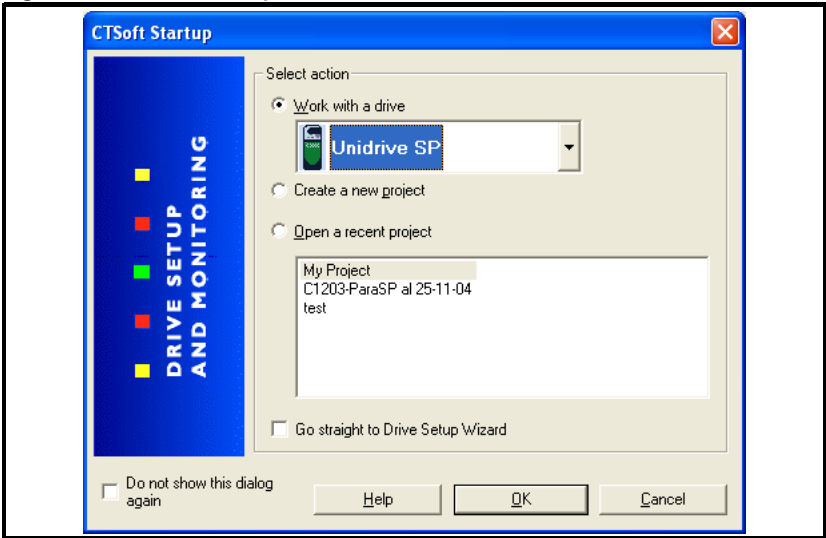 CTSoft Startup
DRIVE SETUP
AND MONITORING
Select action
Work with a drive
Unidrive SP
Create a new project
Open a recent project
My Project
C1203-ParaSP al 25-11-04
test
Go straight to Drive Setup Wizard
Do not show this dialog
again
Help
OK
Cancel